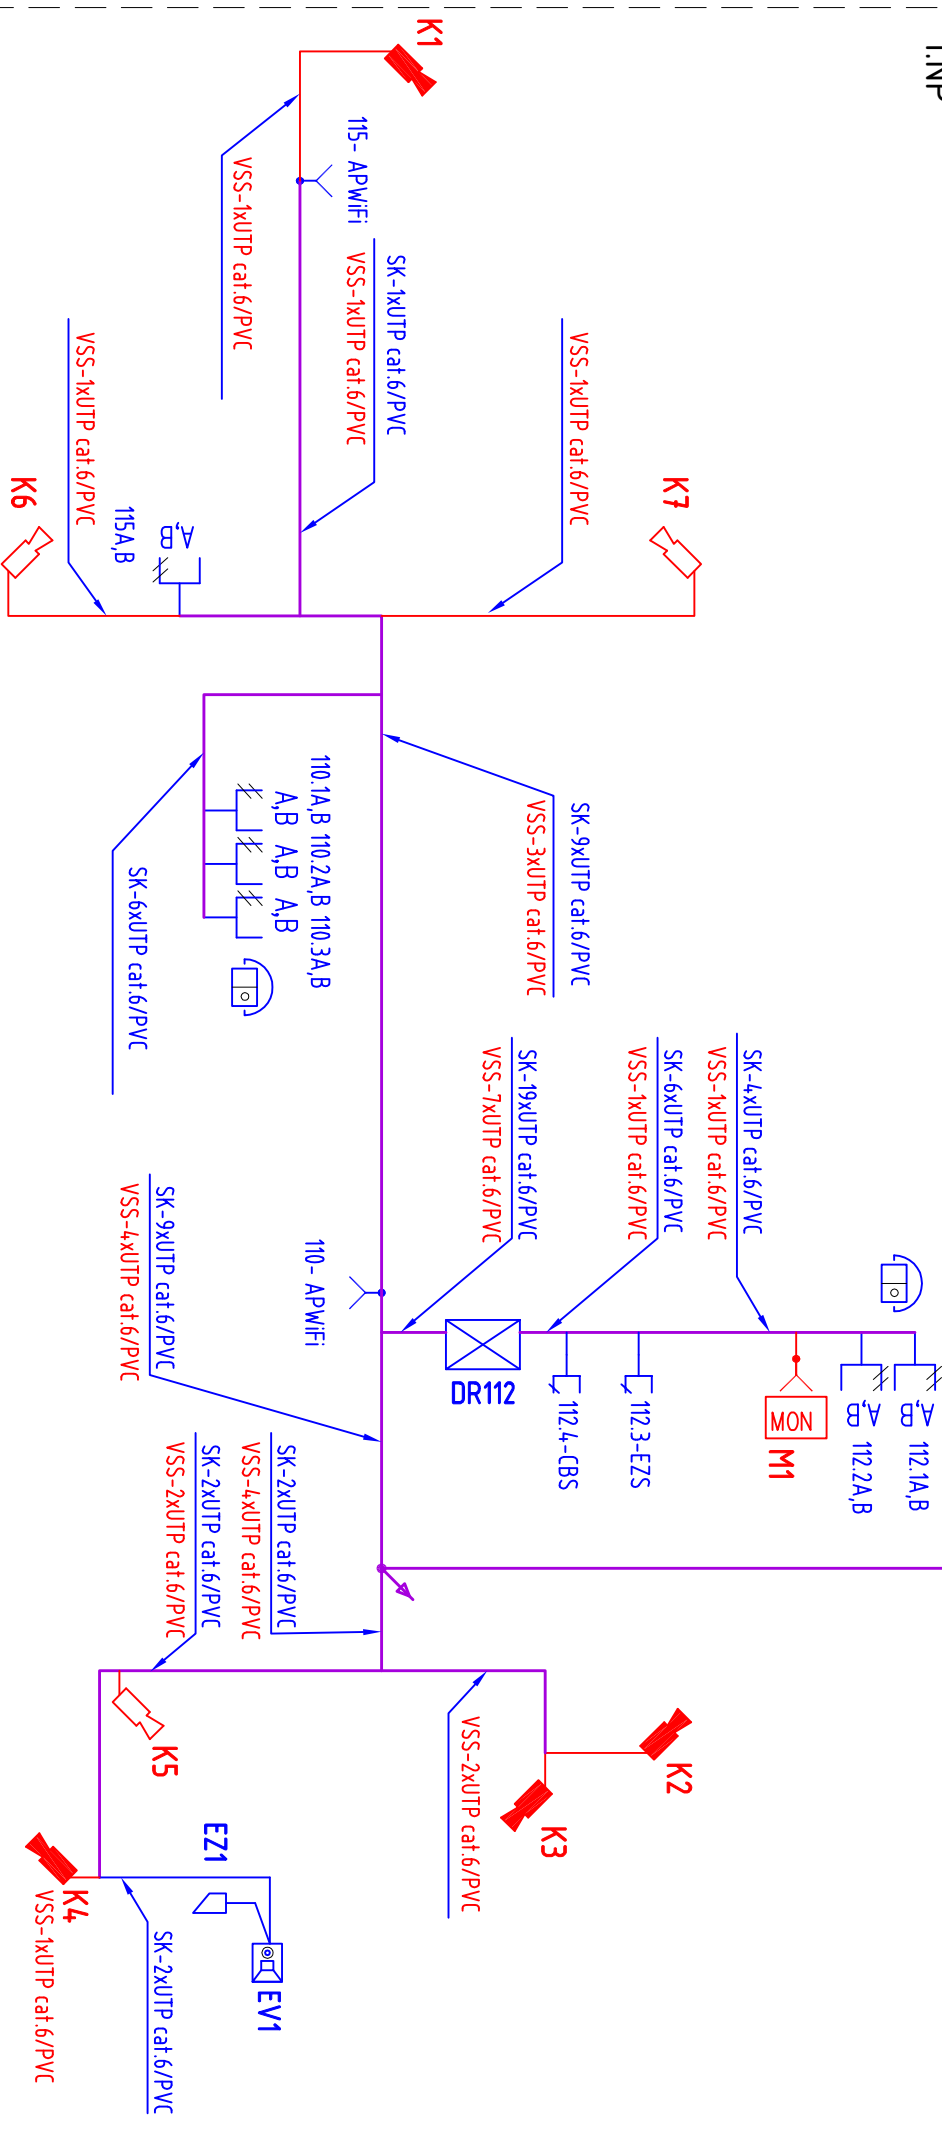 1.NP
K1
115- APWiFi
VSS-1xUTP cat.6/PVC
SK-1xUTP cat.6/PVC
VSS-1xUTP cat.6/PVC
VSS-1xUTP cat.6/PVC
K7
VSS-1xUTP cat.6/PVC
K6
115A,B
A,B
SK-9xUTP cat.6/PVC
VSS-3xUTP cat.6/PVC
110.1A,B 110.2A,B 110.3A,B
A,B A,B A,B
SK-6xUTP cat.6/PVC
SK-4xUTP cat.6/PVC
VSS-1xUTP cat.6/PVC
SK-6xUTP cat.6/PVC
VSS-1xUTP cat.6/PVC
SK-19xUTP cat.6/PVC
VSS-7xUTP cat.6/PVC
110- APWiFi
SK-9xUTP cat.6/PVC
VSS-4xUTP cat.6/PVC
DR112
112.4-CBS
112.3-EZS
MON
M1
A,B
112.2A,B
A,B
112.1A,B
SK-2xUTP cat.6/PVC
VSS-4xUTP cat.6/PVC
SK-2xUTP cat.6/PVC
VSS-2xUTP cat.6/PVC
K2
K3
VSS-2xUTP cat.6/PVC
K5
EZ1
EV1
K4
VSS-1xUTP cat.6/PVC
SK-2xUTP cat.6/PVC